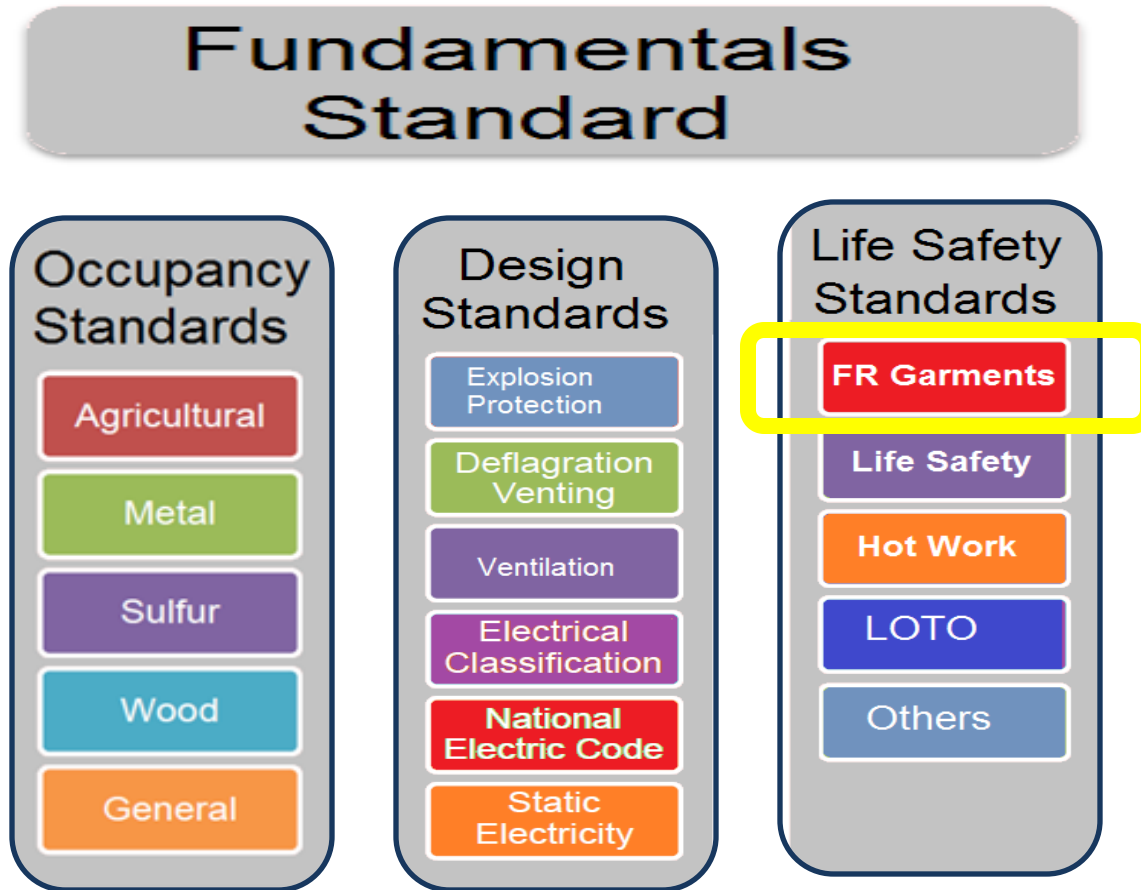 Fundamentals
Standard
Occupancy
Standards
Agricultural
Metal
Sulfur
Wood
General
Design
Standards
Explosion
Protection
Deflagration
Venting
Ventilation
Electrical
Classification
National
Electric Code
Static
Electricity
Life Safety
Standards
FR Garments
Life Safety
Hot Work
LOTO
Others